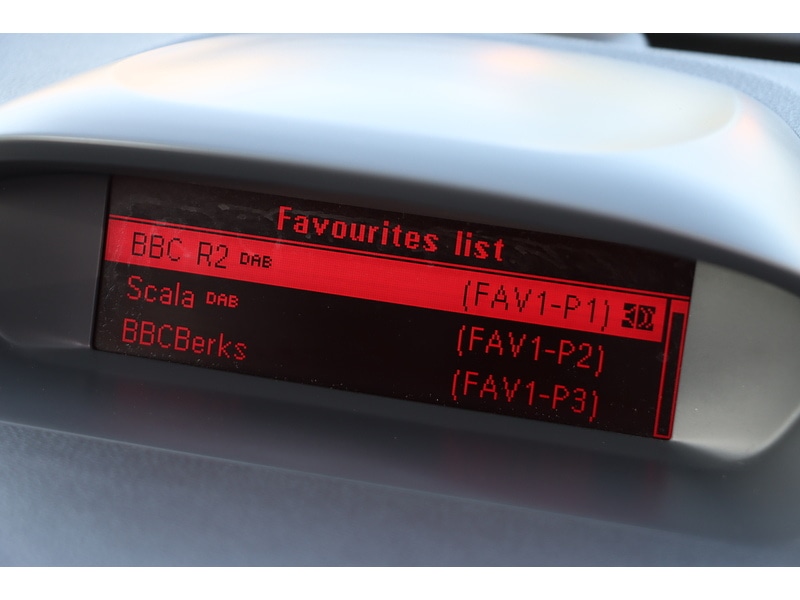 Favourites list
BBC R2 DAB (FAV1-P1)
Scala DAB (FAV1-P2)
BBCBerks (FAV1-P3)